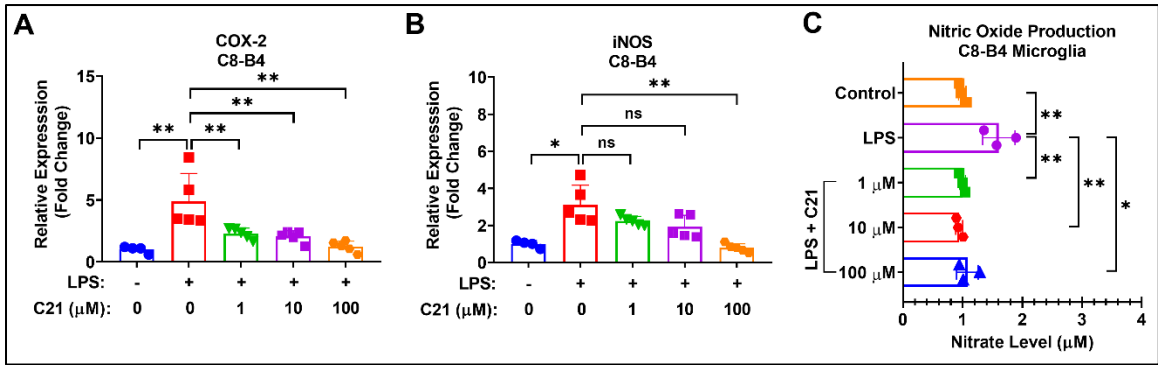 A
COX-2
C8-B4
Relative Expresssion
(Fold Change)
15
10
5
0
**
**
**
**
LPS:
- + + + +
C21 (μM): 0 0 1 10 100
B
iNOS
C8-B4
Relative Expresssion
(Fold Change)
10
8
6
4
2
0
**
ns
*
ns
LPS:
- + + + +
C21 (μM): 0 0 1 10 100
C
Nitric Oxide Production
C8-B4 Microglia
Control
LPS
1 μM
10 μM
100 μM
LPS + C21
**
**
**
*
0 1 2 3 4
Nitrate Level (μM)